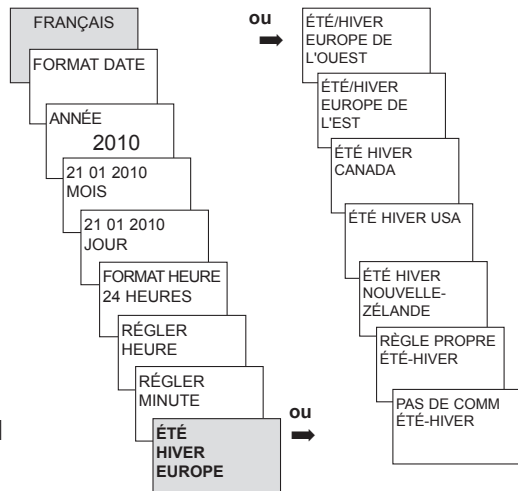 FRANÇAIS
FORMAT DATE
ANNÉE
2010
21 01 2010
MOIS
21 01 2010
JOUR
FORMAT HEURE
24 HEURES
RÉGLER
HEURE
RÉGLER
MINUTE
ÉTÉ
HIVER
EUROPE
ou
ÉTÉ/HIVER
EUROPE DE
L'OUEST
ÉTÉ/HIVER
EUROPE DE
L'EST
ÉTÉ HIVER
CANADA
ÉTÉ HIVER USA
ÉTÉ HIVER
NOUVELLE-
ZÉLANDE
RÈGLE PROPRE
ÉTÉ-HIVER
PAS DE COMM
ÉTÉ-HIVER
ou